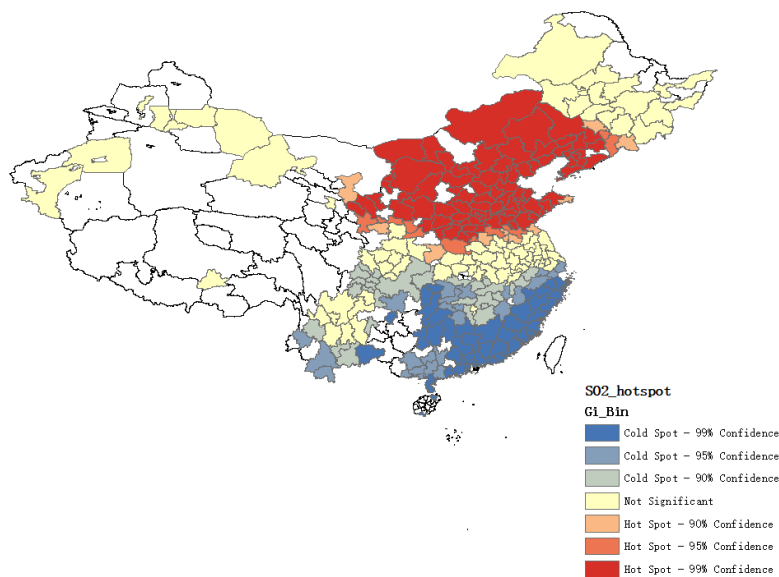 SO2_hotspot
Gi_Bin
Cold Spot - 99% Confidence
Cold Spot - 95% Confidence
Cold Spot - 90% Confidence
Not Significant
Hot Spot - 90% Confidence
Hot Spot - 95% Confidence
Hot Spot - 99% Confidence